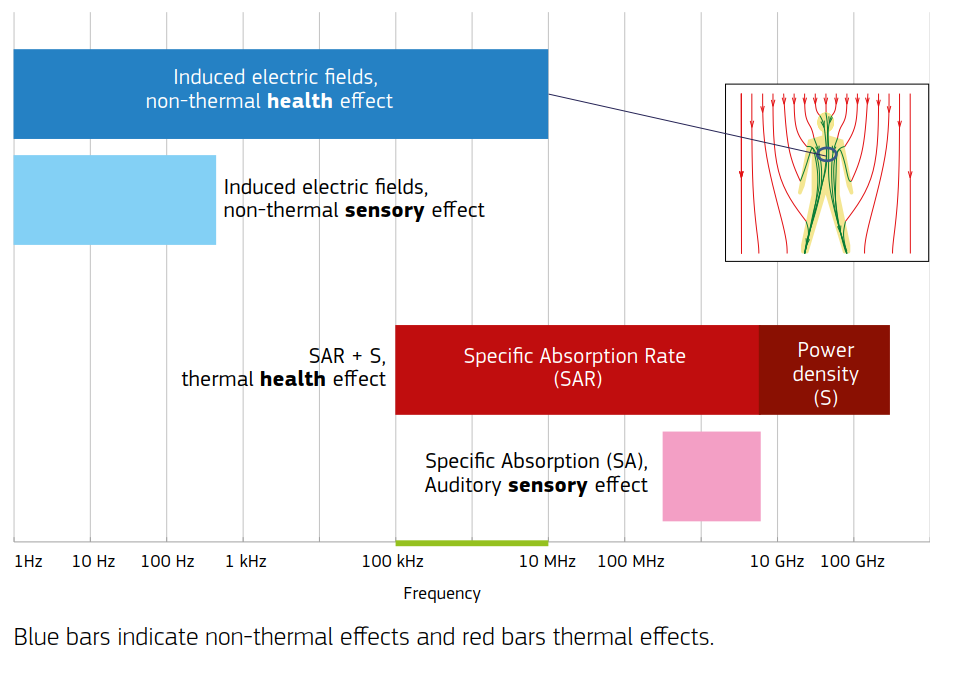 Induced electric fields,
non-thermal health effect
Induced electric fields,
non-thermal sensory effect
SAR + S,
thermal health effect
Specific Absorption Rate
(SAR)
Power
density
(S)
Specific Absorption (SA),
Auditory sensory effect
1Hz 10 Hz 100 Hz 1 kHz 100 kHz 10 MHz 100 MHz 10 GHz 100 GHz
Frequency
Blue bars indicate non-thermal effects and red bars thermal effects.